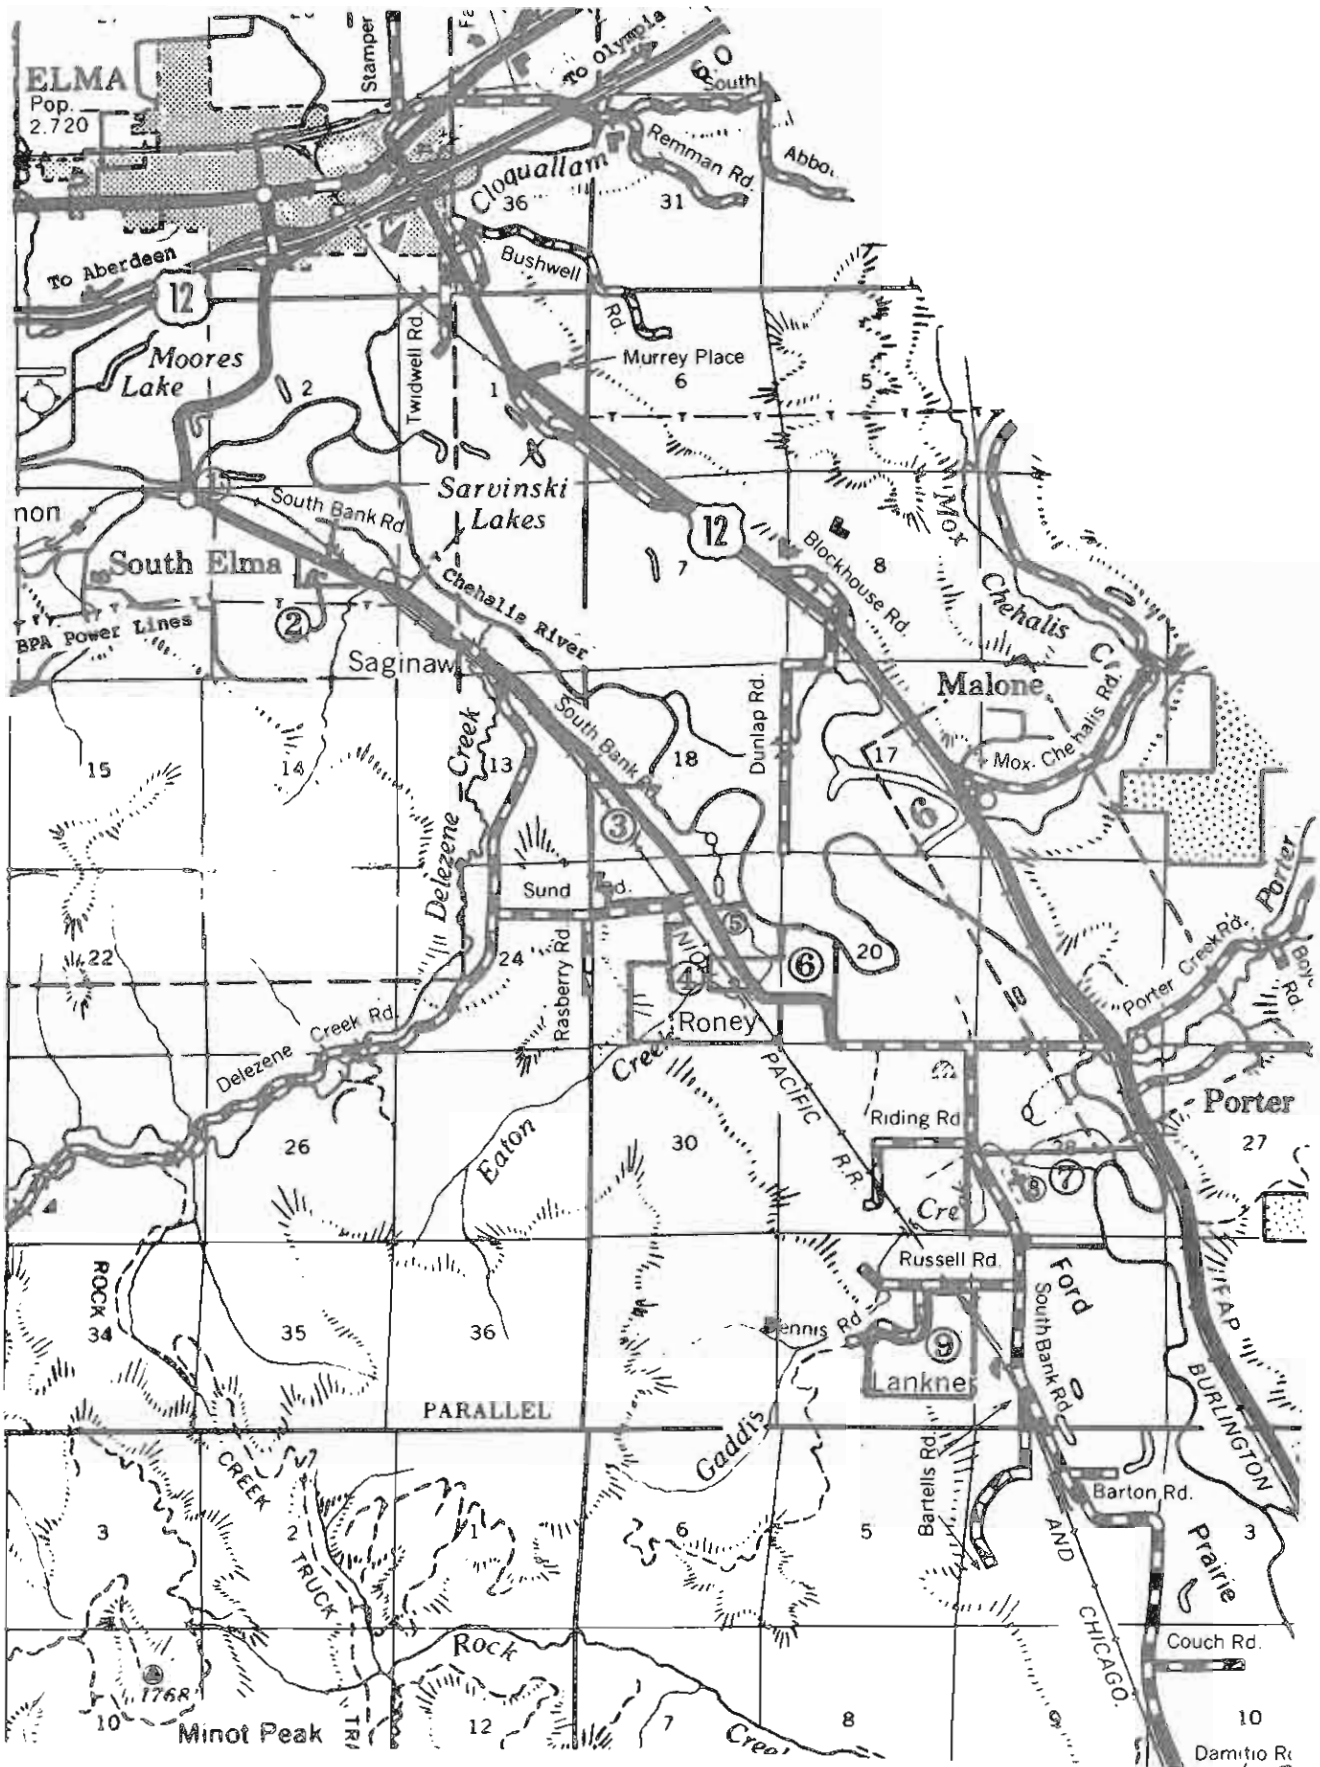 Stamper
To Olympia
60
South
ELMA
Pop.
2.720
Remman Rd.
Cloquallam
36
31
Bushwell
Rd.
To Aberdeen
12
Moores
Lake
2
Twidwell Rd.
1
Murrey Place
6
5
Sarvinski
Lakes
South Bank Rd
12
Mox
non
South Elma
7
Blockhouse Rd.
8
Chehalis
Chehalis River
BPA Power Lines
2
Saginaw
Malone
Dunlap Rd.
South Bank
Mox-Chehalis Rd.
15
14
13
18
17
Delezene Creek
3
6
Sund
Porter
22
24
Rasberry Rd.
5
4
6
20
Porter Creek Rd.
Rd.
Roney
Delezene Creek Rd.
Creek
PACIFIC
R.R.
Riding Rd
Porter
26
Eaton
30
28
27
8
7
Russell Rd.
Ford
South Bank Rd
FAP
ROCK
34
35
36
9
Lankne
BURLINGTON
PARALLEL
Gaddis
CREEK
Bartells Rd.
Barton Rd.
3
2
1
6
5
3
AND
Prairie
TRUCK
CHICAGO.
Rock
Couch Rd.
1768
10
Minot Peak
12
7
8
9
10